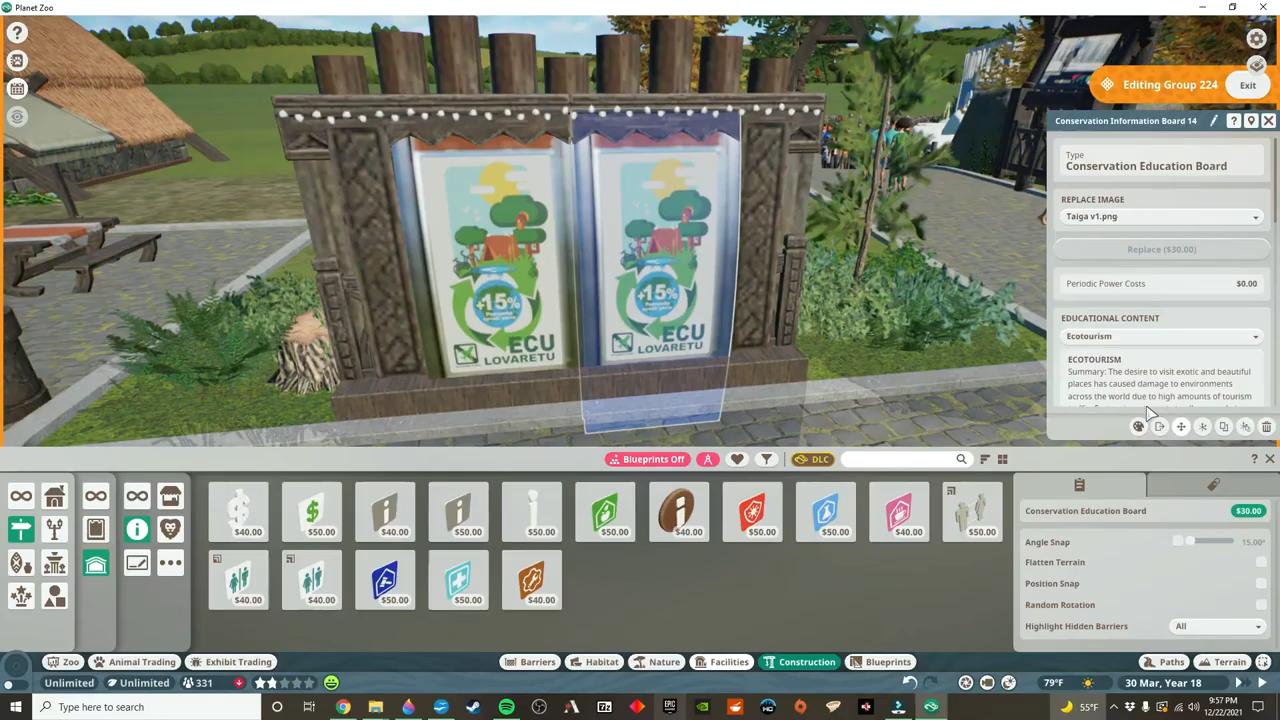 Planet Zoo
Editing Group 224
Exit
Conservation Information Board 14
Type
Conservation Education Board
REPLACE IMAGE
Taiga v1.png
Replace ($30.00)
Periodic Power Costs
$0.00
EDUCATIONAL CONTENT
Ecotourism
ECOTOURISM
Summary: The desire to visit exotic and beautiful
places has caused damage to environments
across the world due to high amounts of tourism
+15%
ECU
LOVARETU
+15%
ECU
LOVARETU
Blueprints Off
DLC
$40.00
$50.00
$40.00
$50.00
$50.00
$50.00
$40.00
$50.00
$50.00
$40.00
$50.00
$40.00
$40.00
$50.00
$50.00
$40.00
Conservation Education Board
$30.00
Angle Snap
15.00°
Flatten Terrain
Position Snap
Random Rotation
Highlight Hidden Barriers
All
Zoo
Animal Trading
Exhibit Trading
Barriers
Habitat
Nature
Facilities
Construction
Blueprints
Paths
Terrain
Unlimited
Unlimited
331
79°F
30 Mar, Year 18
Type here to search
55°F
9:57 PM
12/22/2021